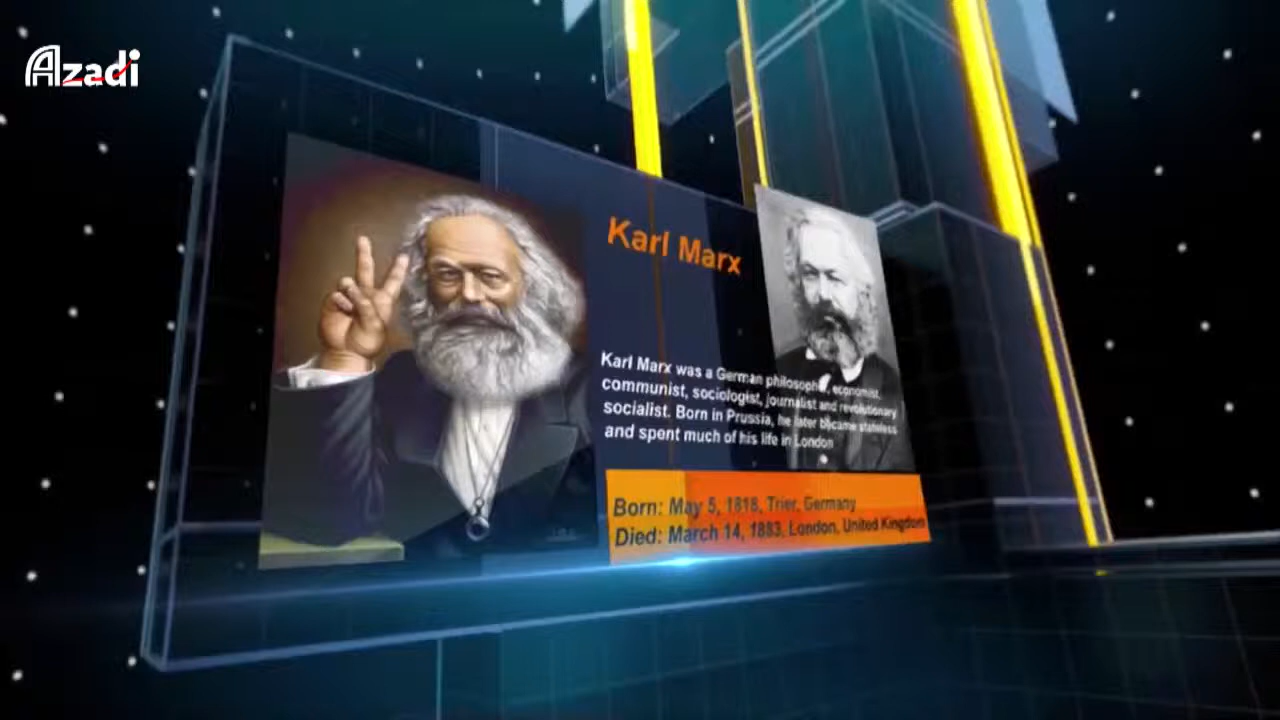 Azadi
Karl Marx
Karl Marx was a German philosopher, economist,
communist, sociologist, journalist and revolutionary
socialist. Born in Prussia, he later became stateless
and spent much of his life in London
Born: May 5, 1818, Trier, Germany
Died: March 14, 1883, London, United Kingdom